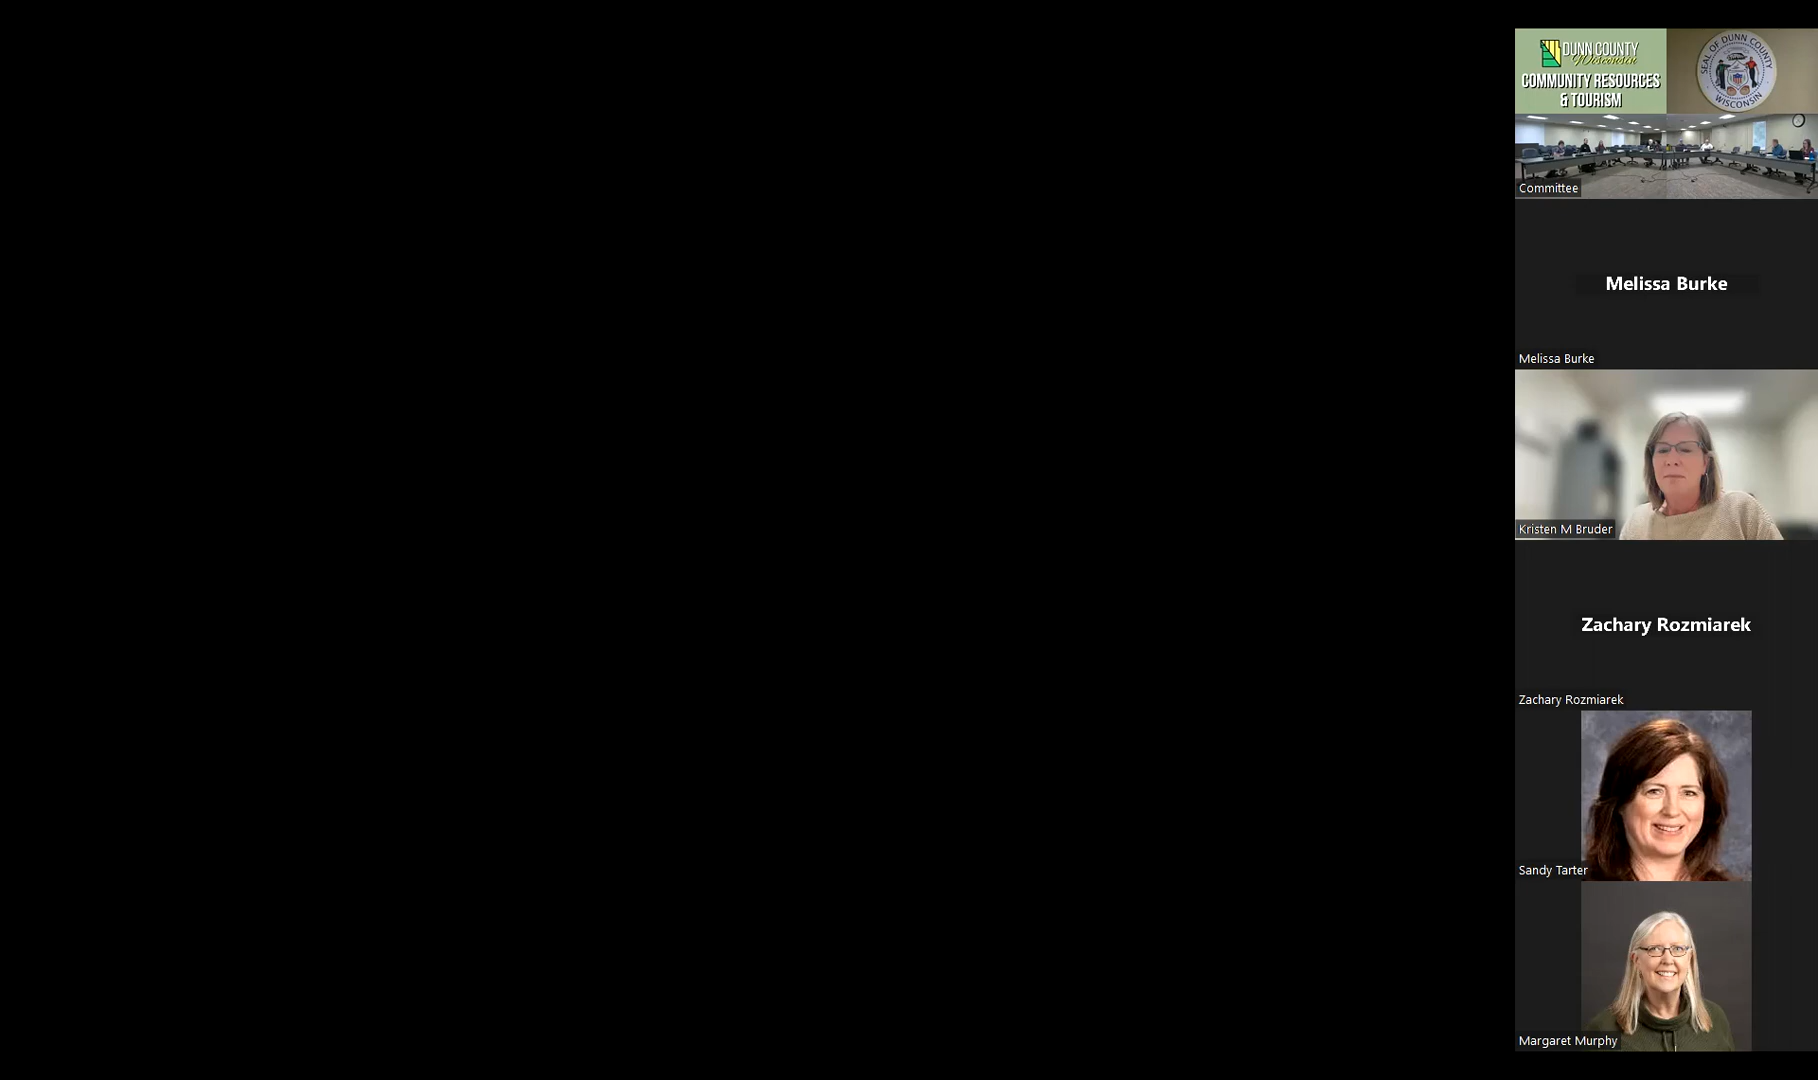 DUNN COUNTY
Wisconsin
COMMUNITY RESOURCES
& TOURISM
SEAL OF DUNN COUNTY
WISCONSIN
Committee
Melissa Burke
Melissa Burke
Kristen M Bruder
Zachary Rozmiarek
Zachary Rozmiarek
Sandy Tarter
Margaret Murphy